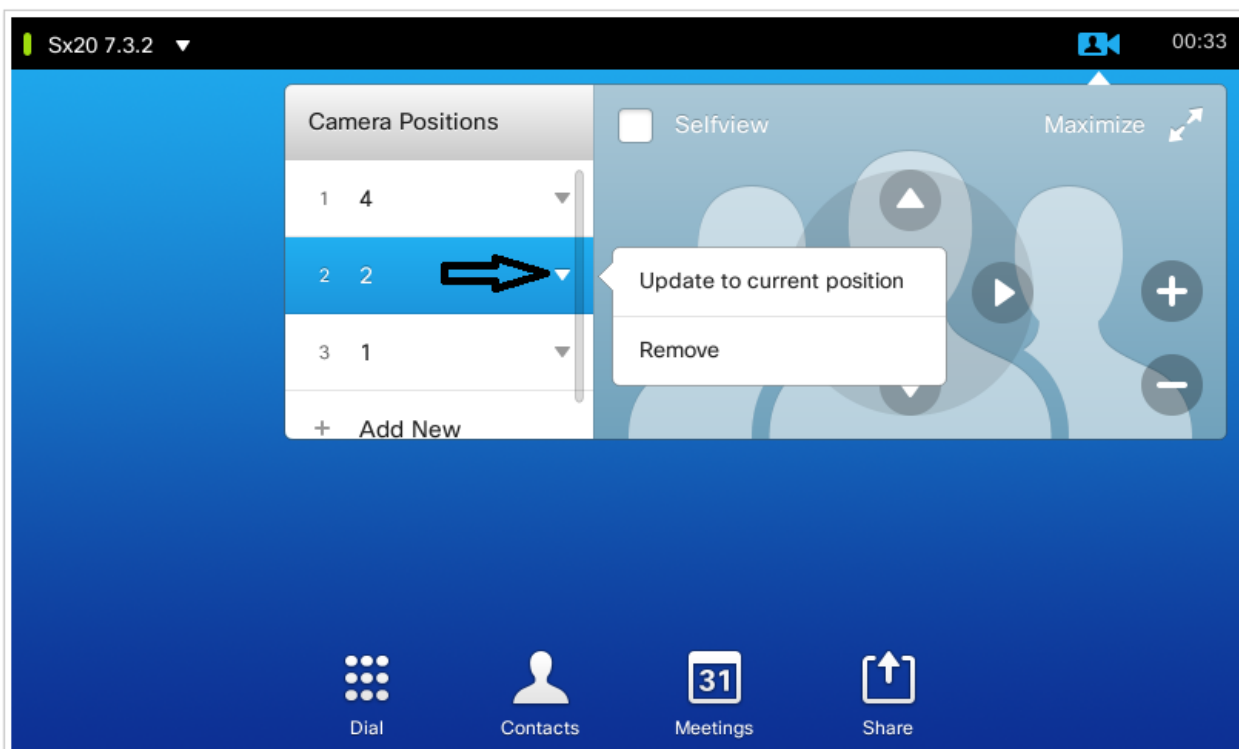 Sx20 7.3.2 00:33
Camera Positions
Selfview
Maximize
1 4
2 2
3 1
+ Add New
Update to current position
Remove
31
Dial
Contacts
Meetings
Share